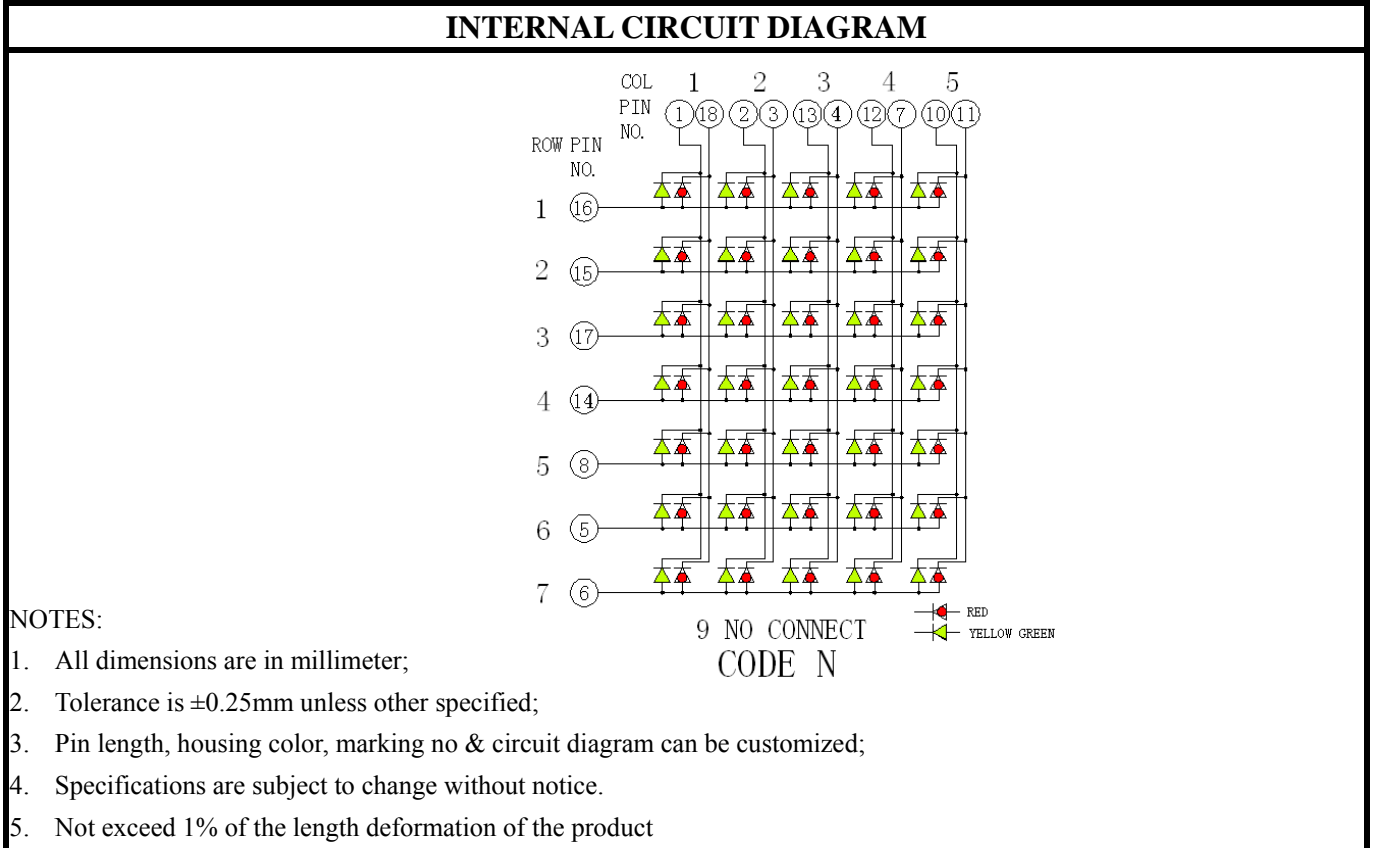 INTERNAL CIRCUIT DIAGRAM
COL 1 2 3 4 5
PIN 1 18 2 3 13 4 12 7 10 11
NO.
ROW PIN
NO.
1 16
2 15
3 17
4 14
5 8
6 5
7 6
RED
9 NO CONNECT
YELLOW GREEN
CODE N
NOTES:
1. All dimensions are in millimeter;
2. Tolerance is ±0.25mm unless other specified;
3. Pin length, housing color, marking no & circuit diagram can be customized;
4. Specifications are subject to change without notice.
5. Not exceed 1% of the length deformation of the product